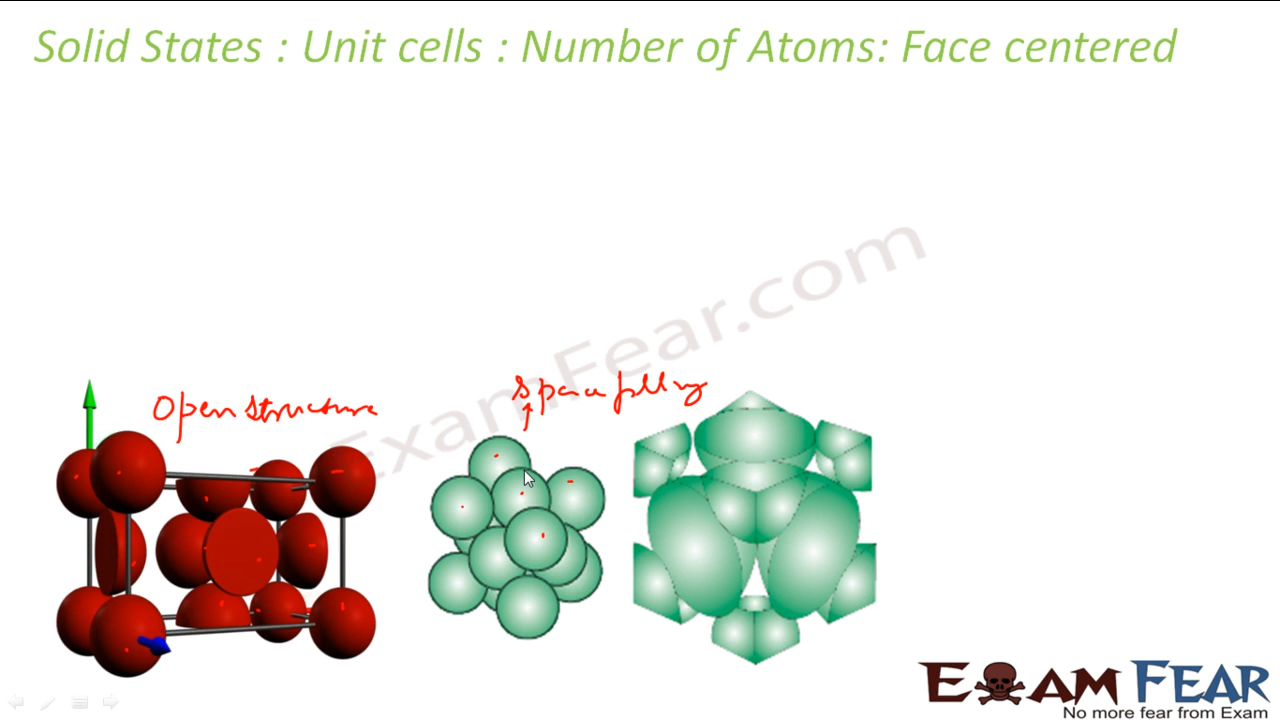 Solid States : Unit cells : Number of Atoms: Face centered
ExamFear.com
Open structure
Space filling
EXAM FEAR
No more fear from Exam